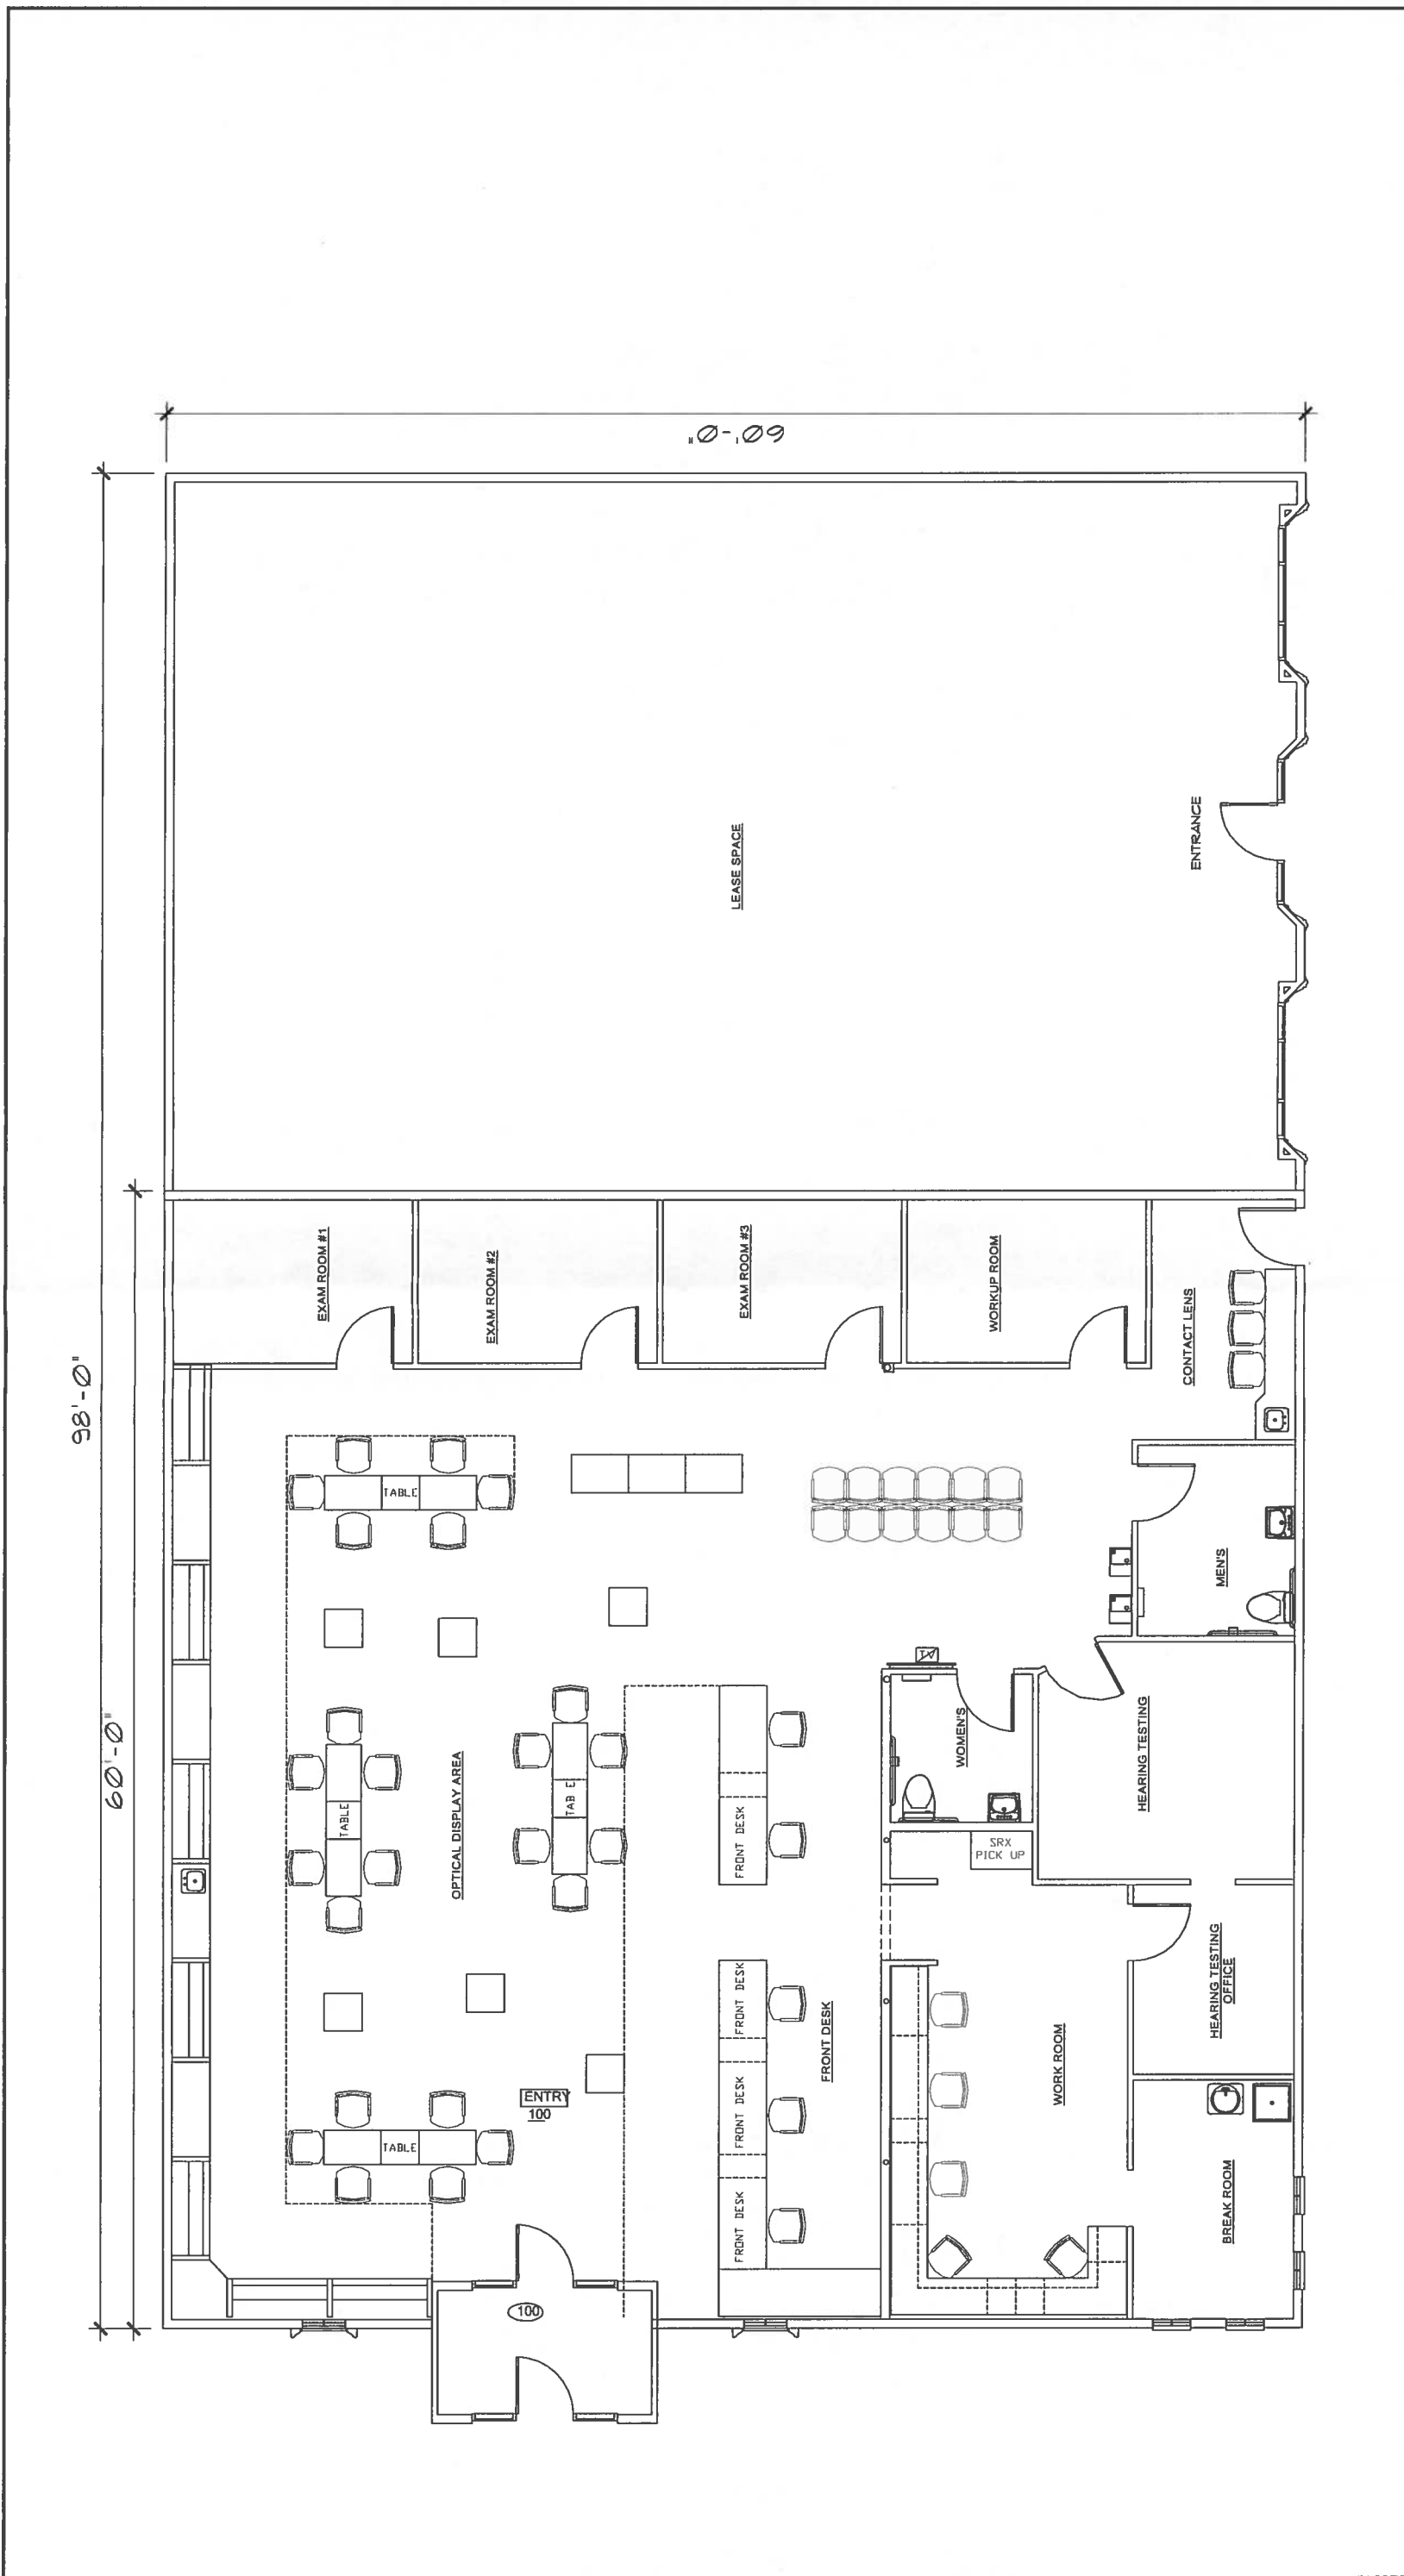 98'-0"
60'-0"
60'-0"
EXAM ROOM #1
EXAM ROOM #2
EXAM ROOM #3
WORKUP ROOM
CONTACT LENS
LEASE SPACE
ENTRANCE
TABLE
TABLE
TABLE
TAB E
OPTICAL DISPLAY AREA
ENTRY
100
100
FRONT DESK
FRONT DESK
FRONT DESK
FRONT DESK
FRONT DESK
TV
WOMEN'S
MEN'S
SRX
PICK UP
HEARING TESTING
HEARING TESTING
OFFICE
WORK ROOM
BREAK ROOM